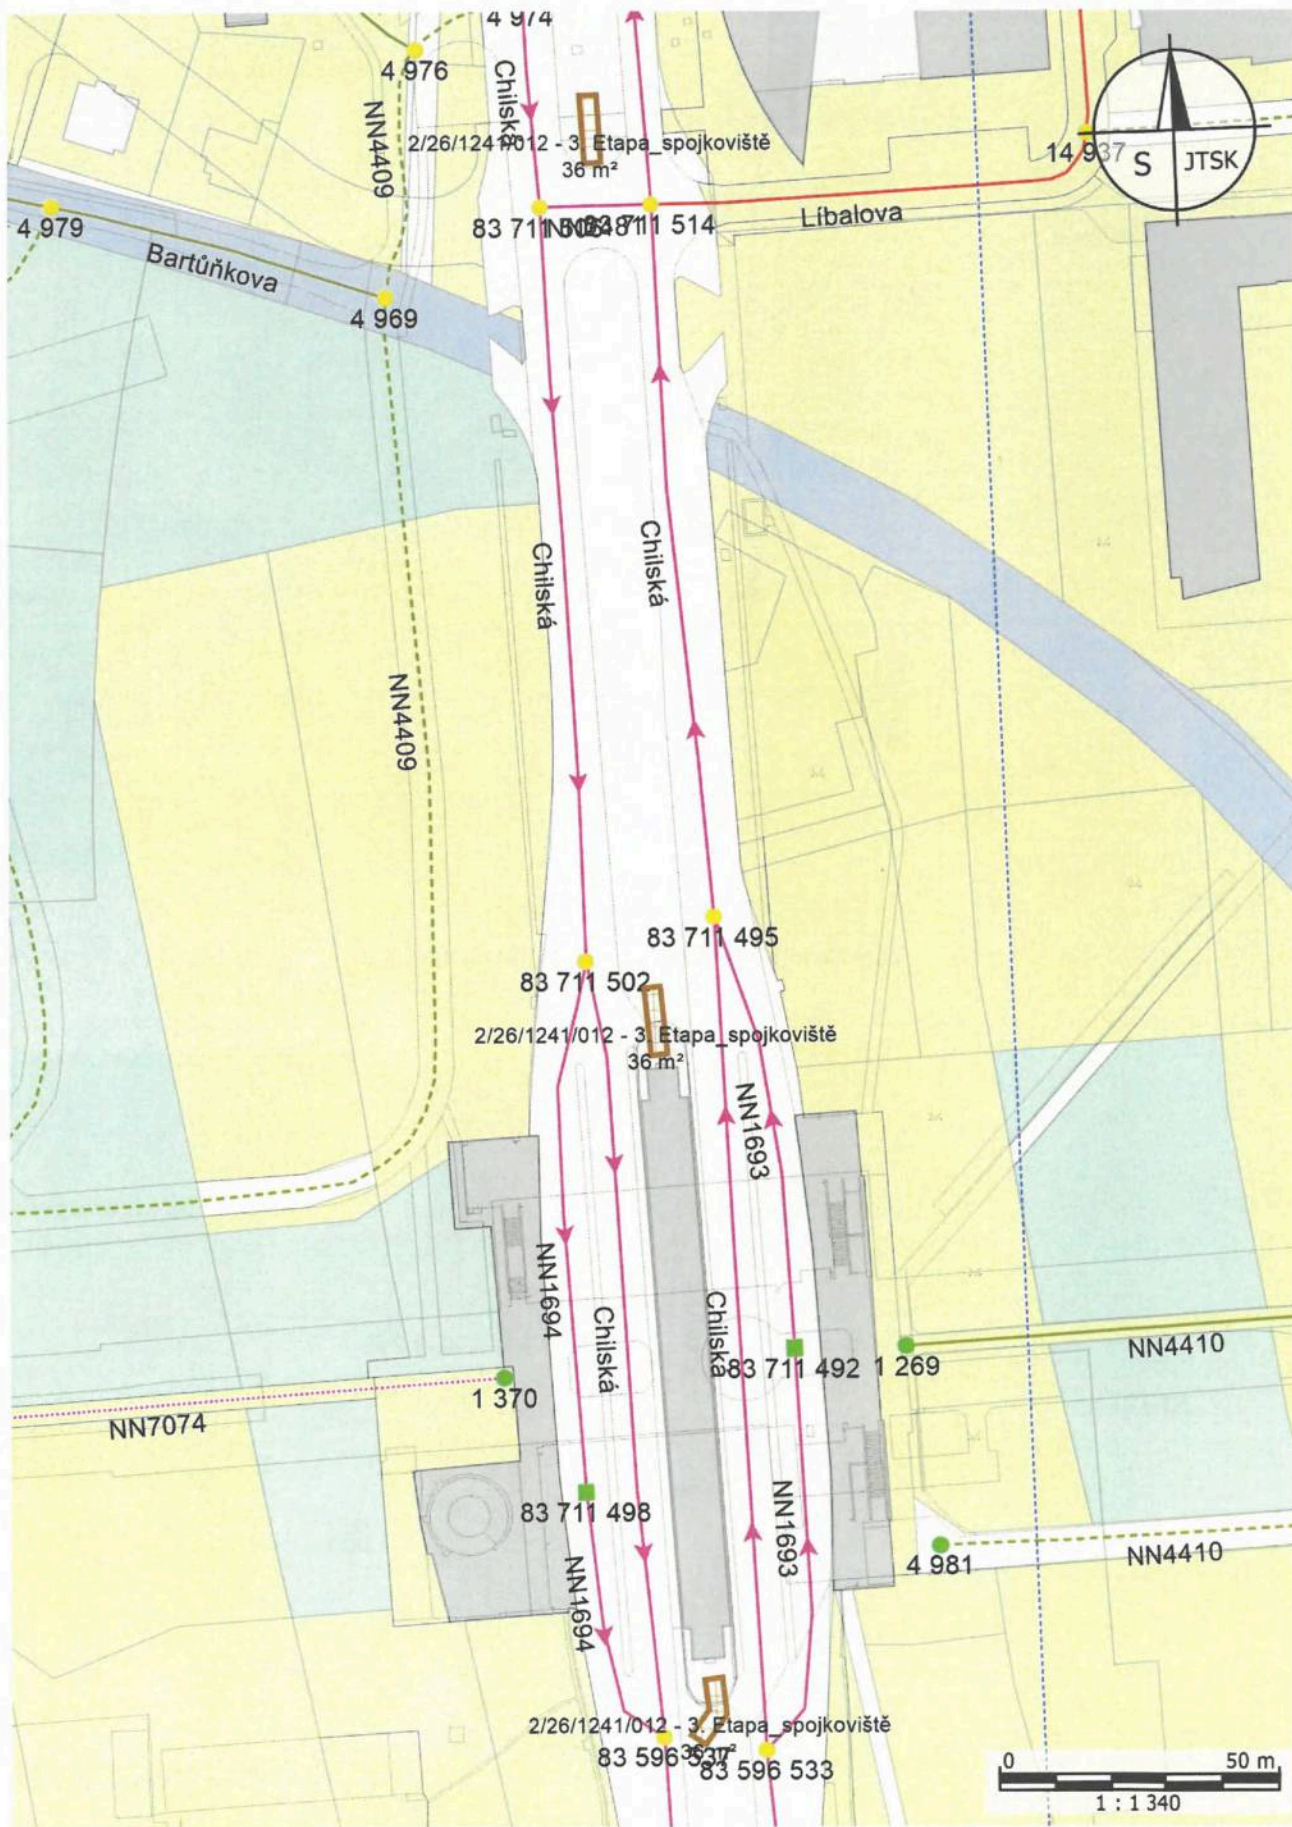 4 974
4 976
Chilská
NN4409
2/26/1241/012 - 3. Etapa_spojkoviště
36 m²
14 937
S JTSK
4 979
83 711 514
Líbalova
Bartůňkova
4 969
Chilská
Chilská
NN4409
83 711 495
83 711 502
2/26/1241/012 - 3. Etapa_spojkoviště
36 m²
NN1693
NN1694
Chilská
Chilská
83 711 492
1 269
NN4410
1 370
NN7074
83 711 498
NN1693
4 981
NN4410
NN1694
2/26/1241/012 - 3. Etapa_spojkoviště
83 596 537
83 596 533
0 50 m
1 : 1 340